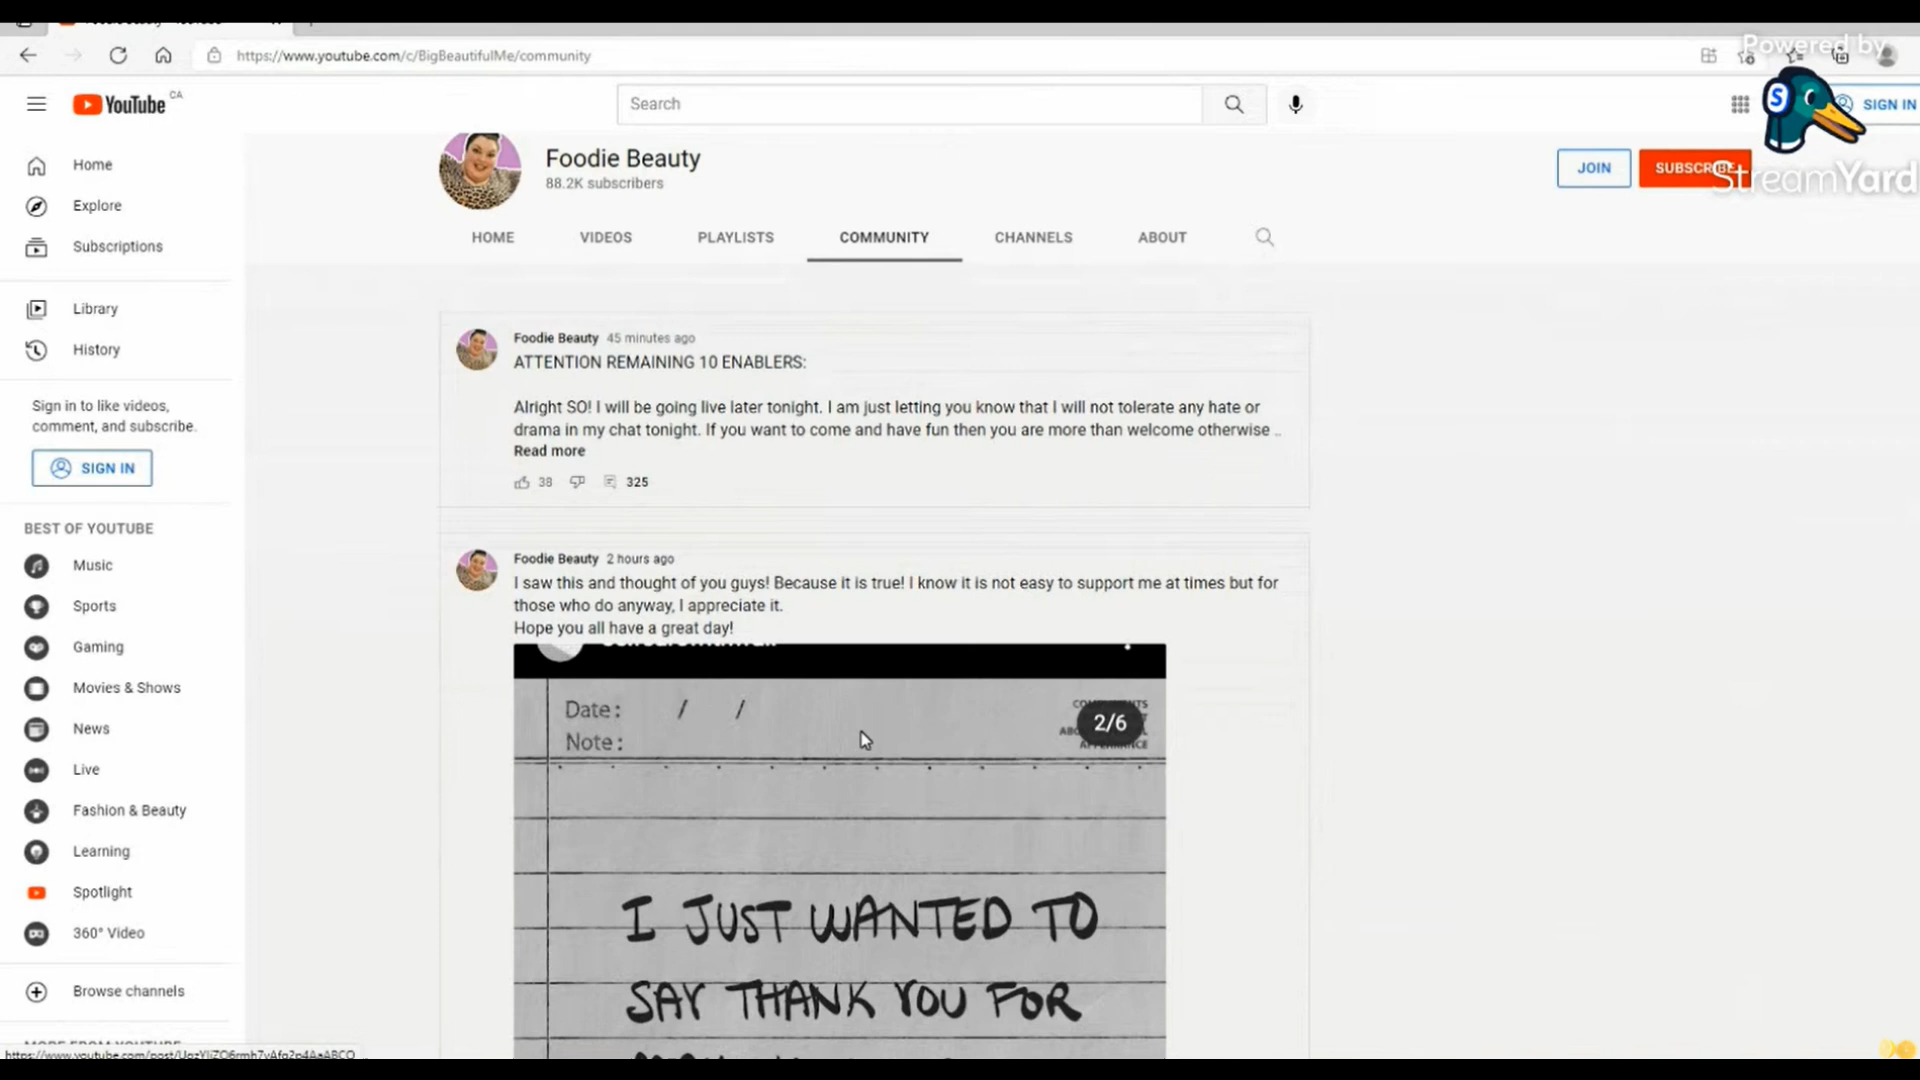 https://www.youtube.com/c/BigBeautifulMe/community
Powered by
YouTube CA
Search
SIGN IN
StreamYard
Foodie Beauty
88.2K subscribers
JOIN
SUBSCRIBE
HOME
VIDEOS
PLAYLISTS
COMMUNITY
CHANNELS
ABOUT
Home
Explore
Subscriptions
Library
History
Sign in to like videos,
comment, and subscribe.
SIGN IN
BEST OF YOUTUBE
Music
Sports
Gaming
Movies & Shows
News
Live
Fashion & Beauty
Learning
Spotlight
360° Video
Browse channels
MORE FROM YOUTUBE
Foodie Beauty 45 minutes ago
ATTENTION REMAINING 10 ENABLERS:
Alright SO! I will be going live later tonight. I am just letting you know that I will not tolerate any hate or
drama in my chat tonight. If you want to come and have fun then you are more than welcome otherwise ..
Read more
38
325
Foodie Beauty 2 hours ago
I saw this and thought of you guys! Because it is true! I know it is not easy to support me at times but for
those who do anyway, I appreciate it.
Hope you all have a great day!
Date: / /
Note:
2/6
I JUST WANTED TO
SAY THANK YOU FOR